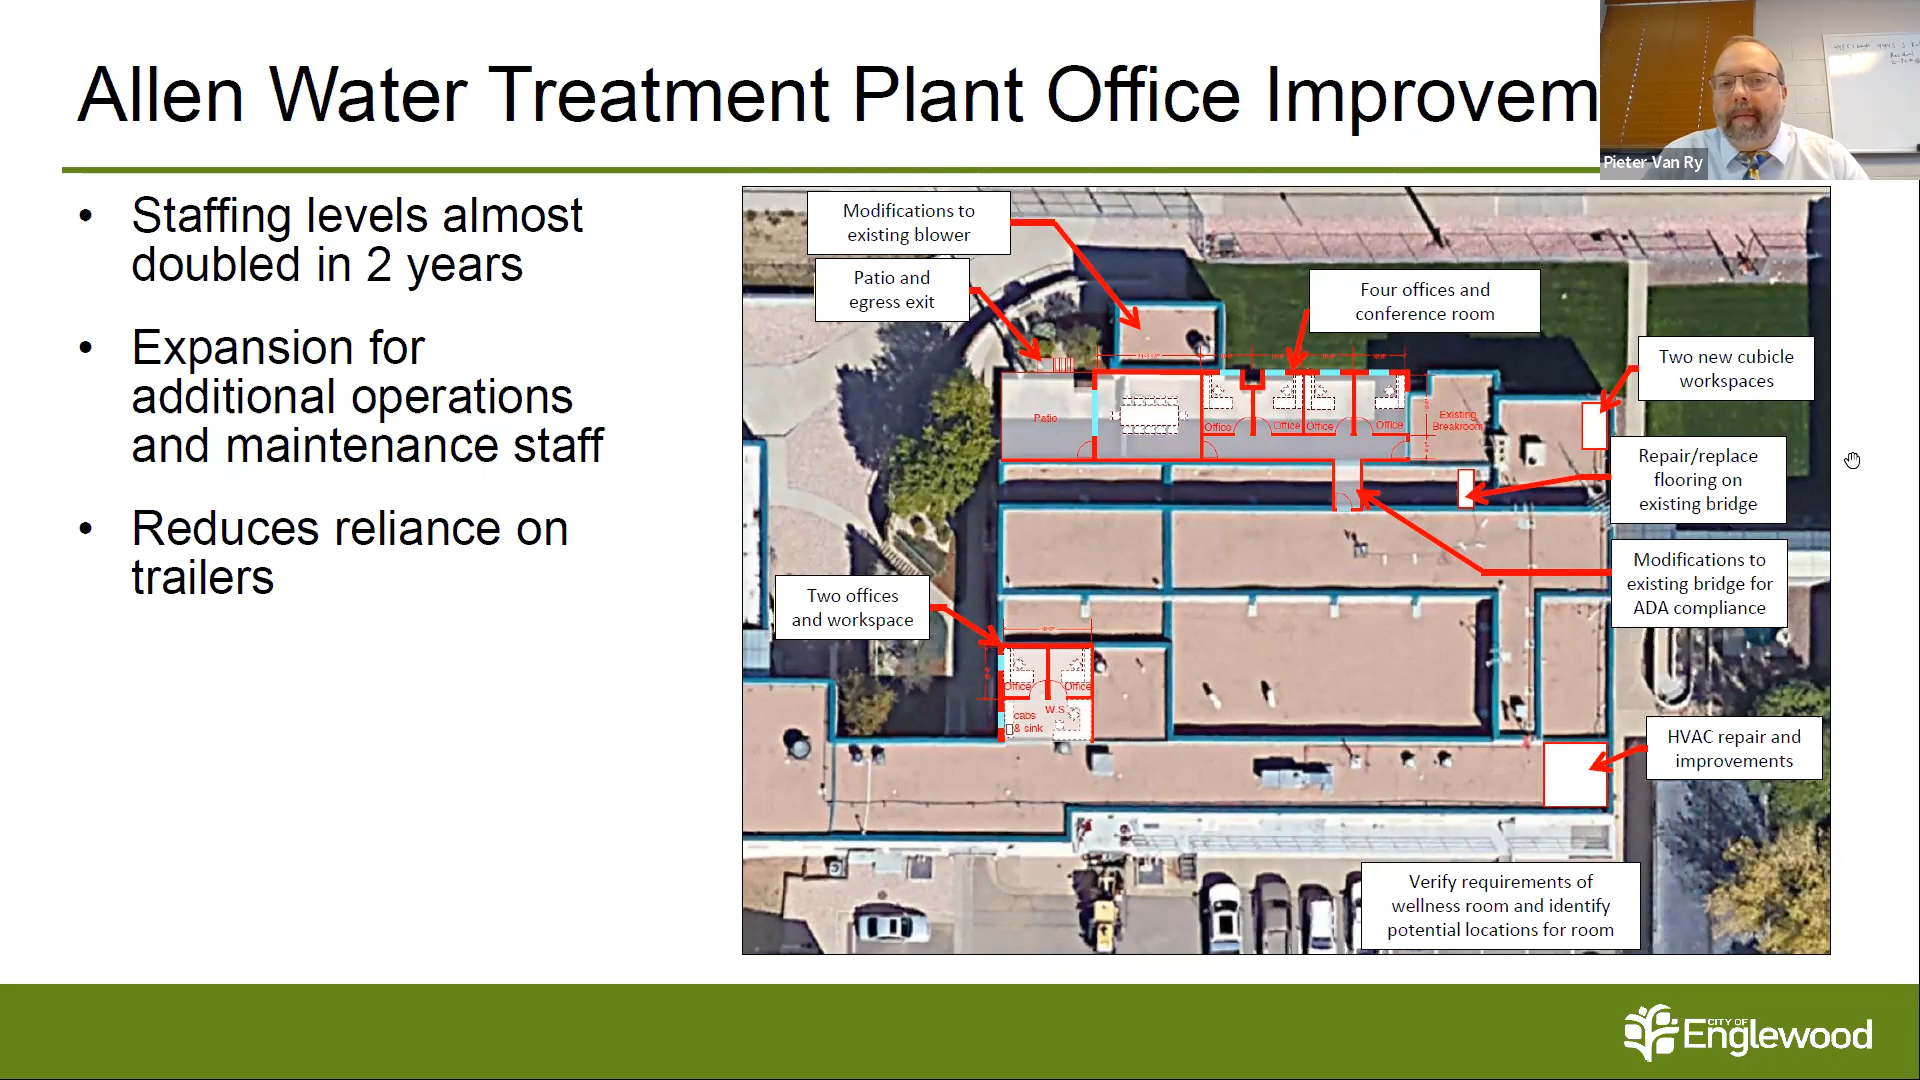 Allen Water Treatment Plant Office Improvem
Pieter Van Ry
• Staffing levels almost
doubled in 2 years
• Expansion for
additional operations
and maintenance staff
• Reduces reliance on
trailers
Modifications to
existing blower
Patio and
egress exit
Four offices and
conference room
Two new cubicle
workspaces
Repair/replace
flooring on
existing bridge
Modifications to
existing bridge for
ADA compliance
Two offices
and workspace
HVAC repair and
improvements
Verify requirements of
wellness room and identify
potential locations for room
Patio
Office
Office
Office
Office
Existing
Breakroom
Office
Office
W.S.
cabs
& sink
CITY OF
Englewood